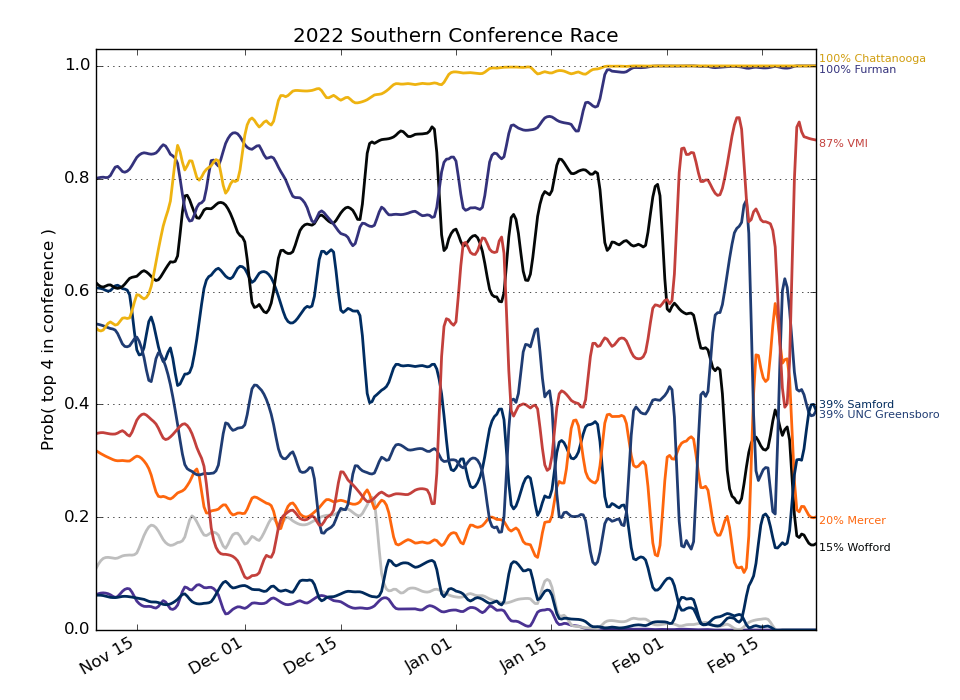 2022 Southern Conference Race
Prob( top 4 in conference )
1.0
0.8
0.6
0.4
0.2
0.0
Nov 15
Dec 01
Dec 15
Jan 01
Jan 15
Feb 01
Feb 15
100% Chattanooga
100% Furman
87% VMI
39% Samford
39% UNC Greensboro
20% Mercer
15% Wofford